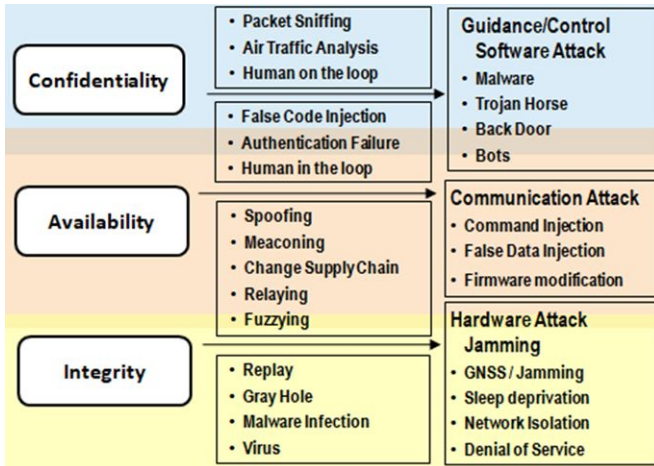 Confidentiality
• Packet Sniffing
• Air Traffic Analysis
• Human on the loop
• False Code Injection
• Authentication Failure
• Human in the loop
Guidance/Control
Software Attack
• Malware
• Trojan Horse
• Back Door
• Bots
Availability
• Spoofing
• Meaconing
• Change Supply Chain
• Relaying
• Fuzzying
Communication Attack
• Command Injection
• False Data Injection
• Firmware modification
Integrity
• Replay
• Gray Hole
• Malware Infection
• Virus
Hardware Attack
Jamming
• GNSS / Jamming
• Sleep deprivation
• Network Isolation
• Denial of Service